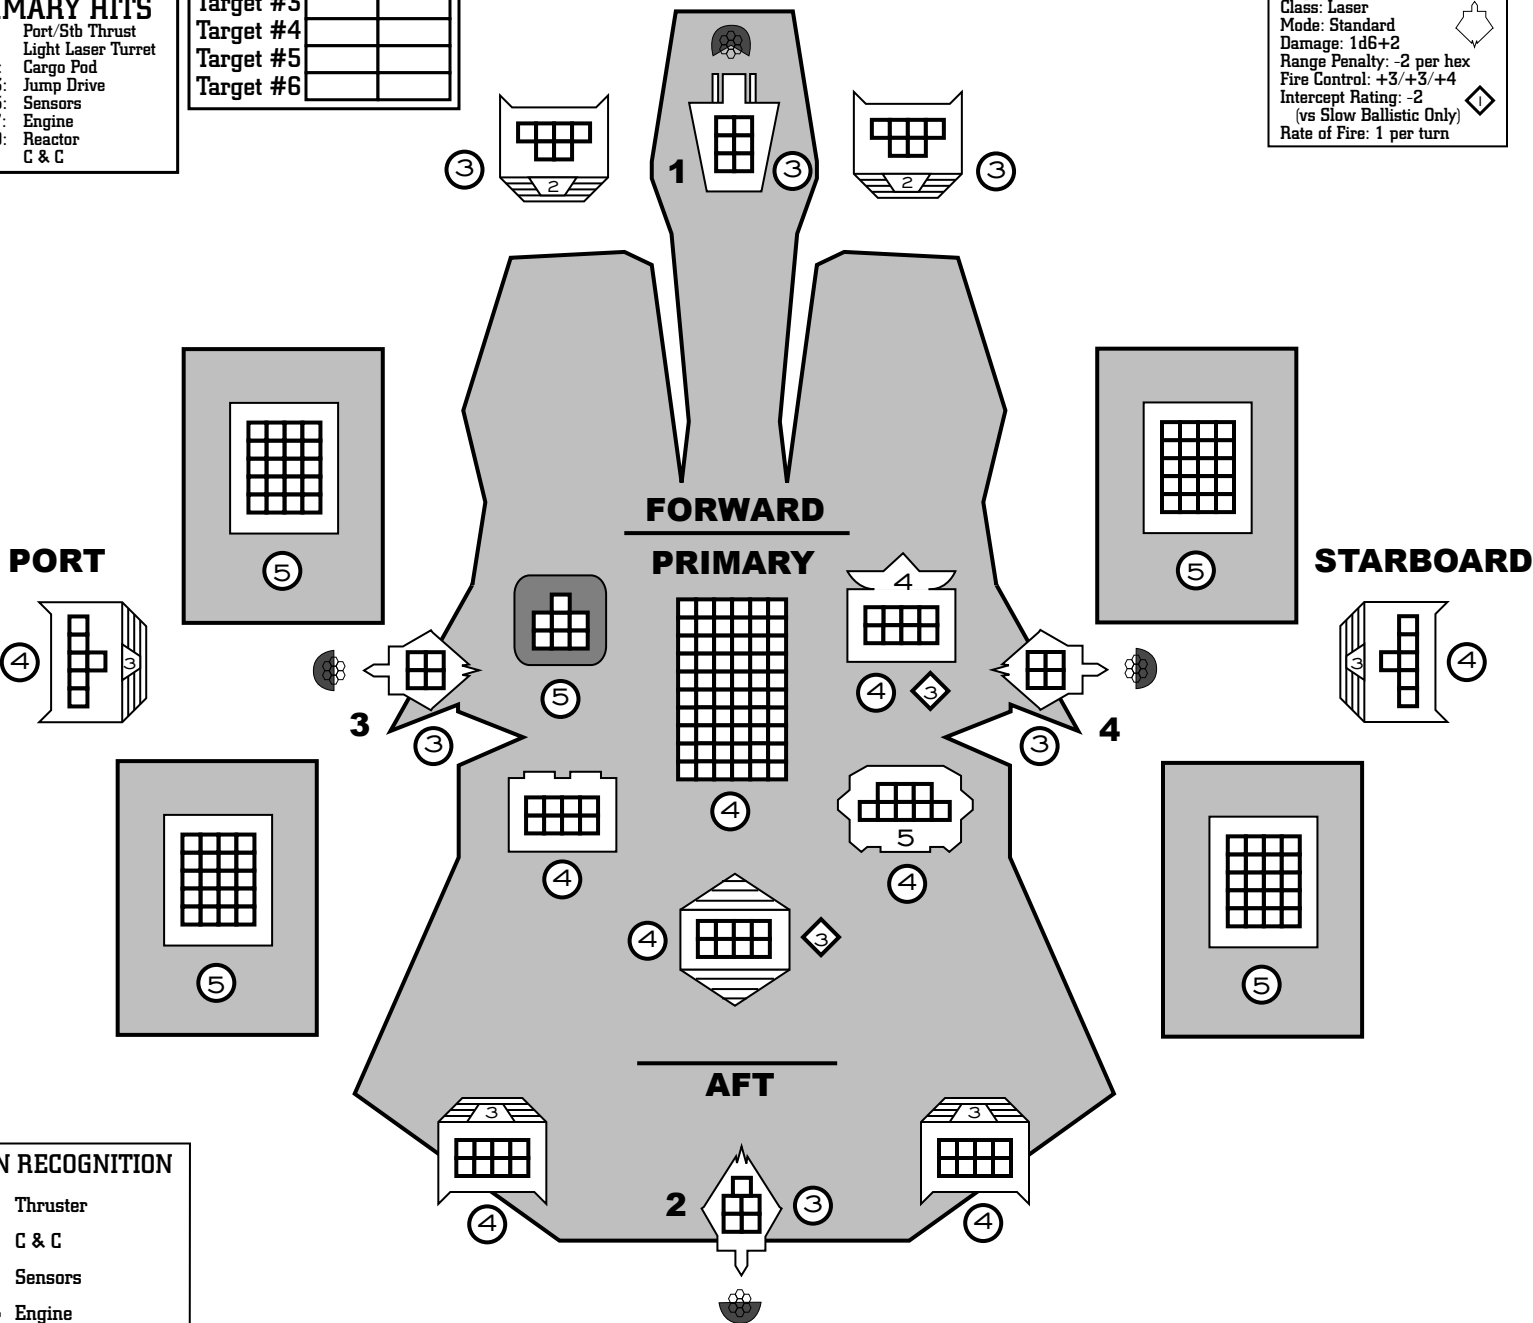 MARY HITS
Port/Stb Thrust
Light Laser Turret
Cargo Pod
Jump Drive
Sensors
Engine
Reactor
C & C
Target #3
Target #4
Target #5
Target #6
Class: Laser
Mode: Standard
Damage: 1d6+2
Range Penalty: -2 per hex
Fire Control: +3/+3/+4
Intercept Rating: -2
(vs Slow Ballistic Only)
Rate of Fire: 1 per turn
1
3
2
1
3
2
3
FORWARD
PRIMARY
PORT
STARBOARD
5
5
4
3
4
3
4
5
4
3
3
3
4
3
4
4
5
4
4
4
3
5
5
AFT
3
3
2
3
4
4
N RECOGNITION
Thruster
C & C
Sensors
Engine